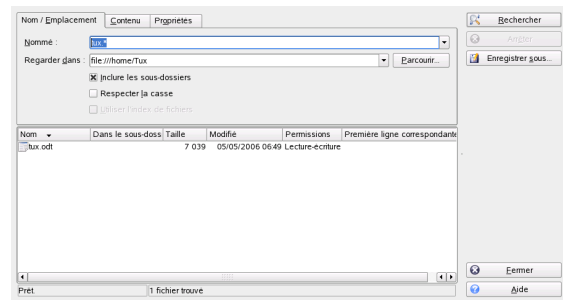 Nom / Emplacement Contenu Propriétés
Nommé : tux.*
Regarder dans : file:///home/Tux Parcourir...
Inclure les sous-dossiers
Respecter la casse
Utiliser l'index de fichiers
Nom Dans le sous-doss Taille Modifié Permissions Première ligne correspondante
tux.odt 7 039 05/05/2006 06:49 Lecture-écriture
Prêt. 1 fichier trouvé
Rechercher
Arrêter
Enregistrer sous...
Fermer
Aide